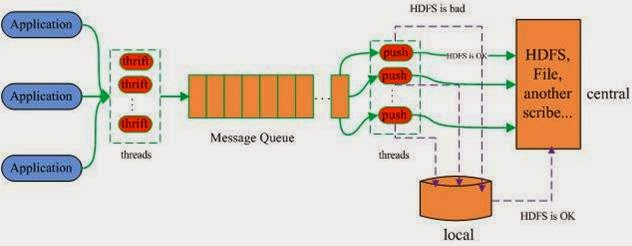 HDFS is bad
Application
Application
Application
thrift
thrift
thrift
threads
Message Queue
push
push
push
threads
HDFS is OK
HDFS,
File,
another
scribe...
central
local
HDFS is OK